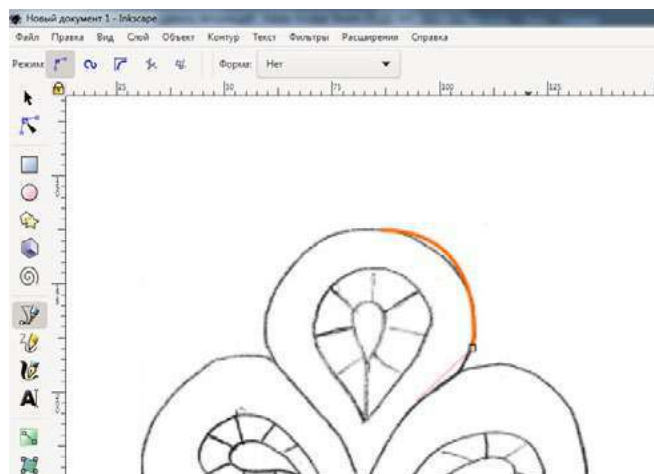 Новый документ 1 - Inkscape
Файл Правка Вид Слой Объект Контур Текст Фильтры Расширения Справка
Режим: Форма: Нет
25 50 75 100 125